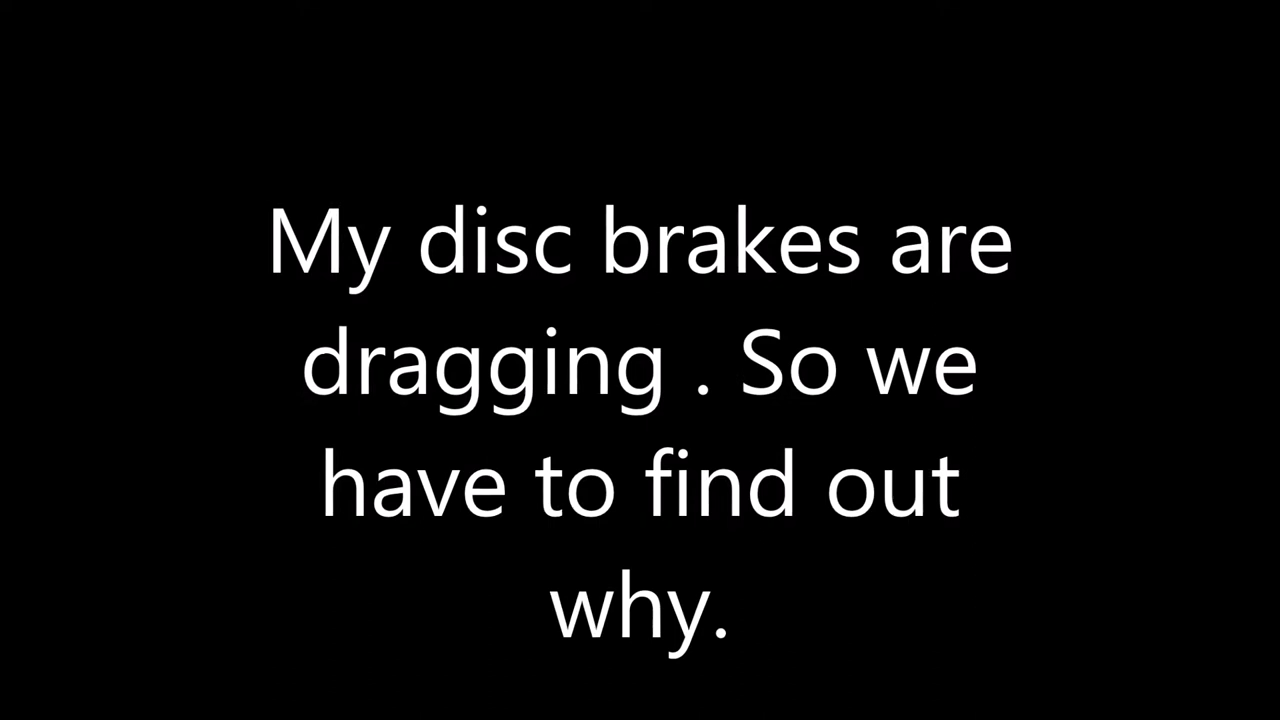 My disc brakes are
dragging . So we
have to find out
why.